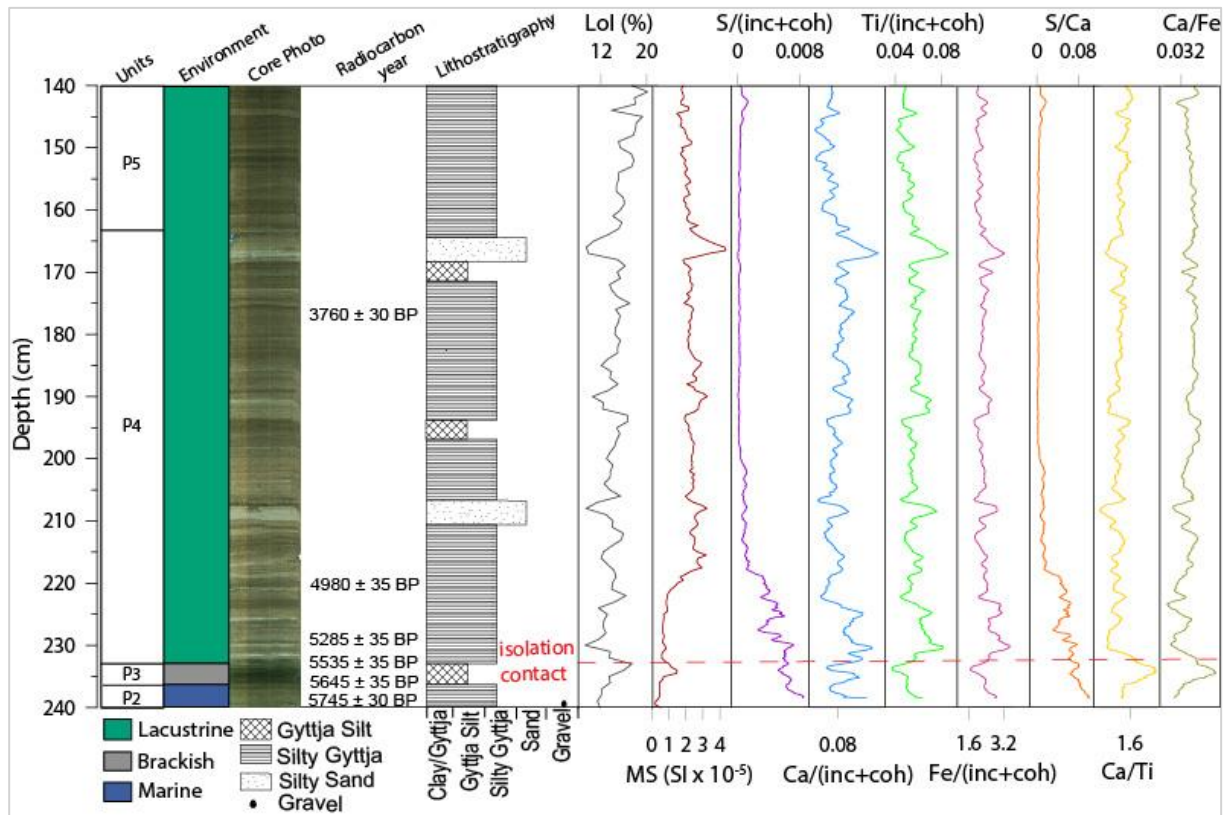 Units
Environment
Core Photo
Radiocarbon
year
Lithostratigraphy
LoI (%)
12 20
S/(inc+coh)
0 0.008
Ti/(inc+coh)
0.04 0.08
S/Ca
0 0.08
Ca/Fe
0.032
Depth (cm)
140
150
160
170
180
190
200
210
220
230
240
P5
P4
P3
P2
3760 ± 30 BP
4980 ± 35 BP
5285 ± 35 BP
5535 ± 35 BP
5645 ± 35 BP
5745 ± 30 BP
isolation
contact
Lacustrine
Brackish
Marine
Gyttja Silt
Silty Gyttja
Silty Sand
Gravel
Clay/Gyttja
Gyttja Silt
Silty Gyttja
Sand
Gravel
0 1 2 3 4
MS (SI x 10-5)
0.08
Ca/(inc+coh)
1.6 3.2
Fe/(inc+coh)
1.6
Ca/Ti